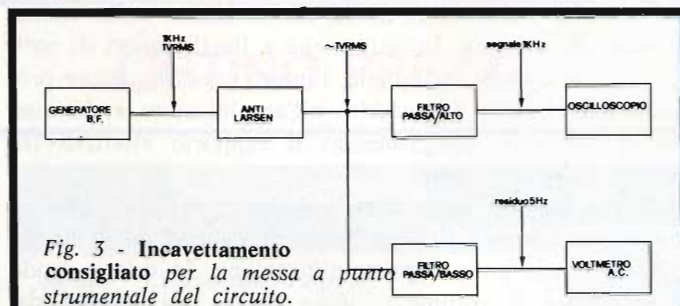 1KHz
1VRMS
~1VRMS
segnale 1KHz
GENERATORE
B.F.
ANTI
LARSEN
FILTRO
PASSA/ALTO
OSCILLOSCOPIO
residuo 5Hz
FILTRO
PASSA/BASSO
VOLTMETRO
A.C.
Fig. 3 - Incavettamento
consigliato per la messa a punto
strumentale del circuito.